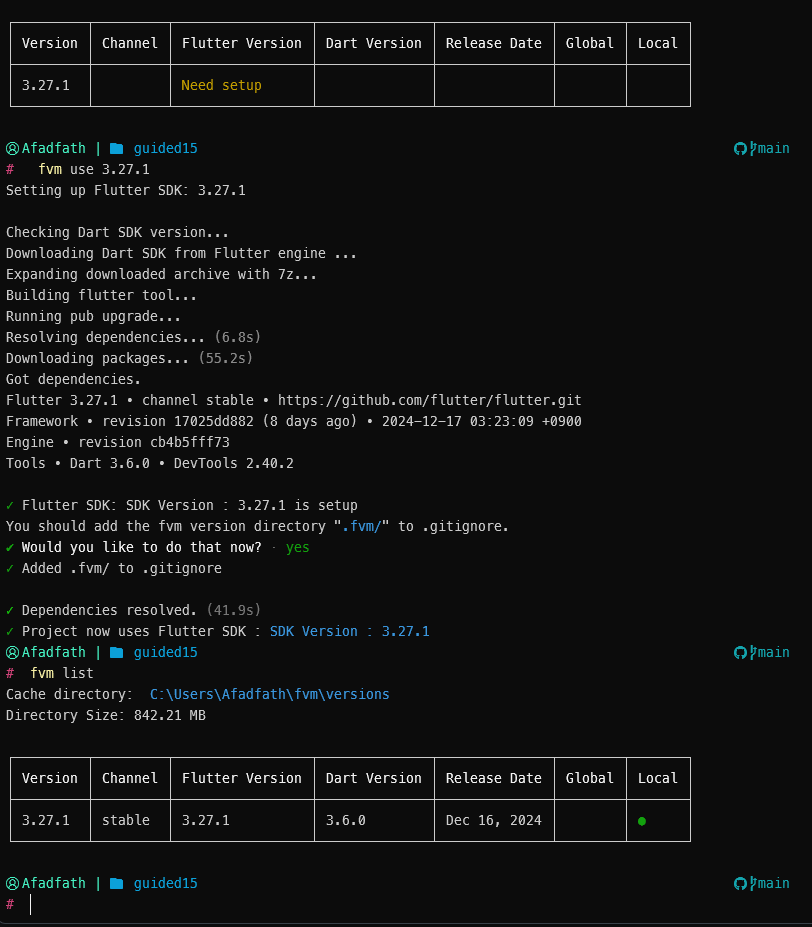 Version Channel Flutter Version Dart Version Release Date Global Local
3.27.1 Need setup
Afadfath | guided15 main
# fvm use 3.27.1
Setting up Flutter SDK: 3.27.1
Checking Dart SDK version...
Downloading Dart SDK from Flutter engine ...
Expanding downloaded archive with 7z...
Building flutter tool...
Running pub upgrade...
Resolving dependencies... (6.8s)
Downloading packages... (55.2s)
Got dependencies.
Flutter 3.27.1 • channel stable • https://github.com/flutter/flutter.git
Framework • revision 17025dd882 (8 days ago) • 2024-12-17 03:23:09 +0900
Engine • revision cb4b5fff73
Tools • Dart 3.6.0 • DevTools 2.40.2
✓ Flutter SDK: SDK Version : 3.27.1 is setup
You should add the fvm version directory ".fvm/" to .gitignore.
✔ Would you like to do that now? · yes
✓ Added .fvm/ to .gitignore
✓ Dependencies resolved. (41.9s)
✓ Project now uses Flutter SDK : SDK Version : 3.27.1
Afadfath | guided15 main
# fvm list
Cache directory: C:\Users\Afadfath\fvm\versions
Directory Size: 842.21 MB
Version Channel Flutter Version Dart Version Release Date Global Local
3.27.1 stable 3.27.1 3.6.0 Dec 16, 2024 ●
Afadfath | guided15 main
#